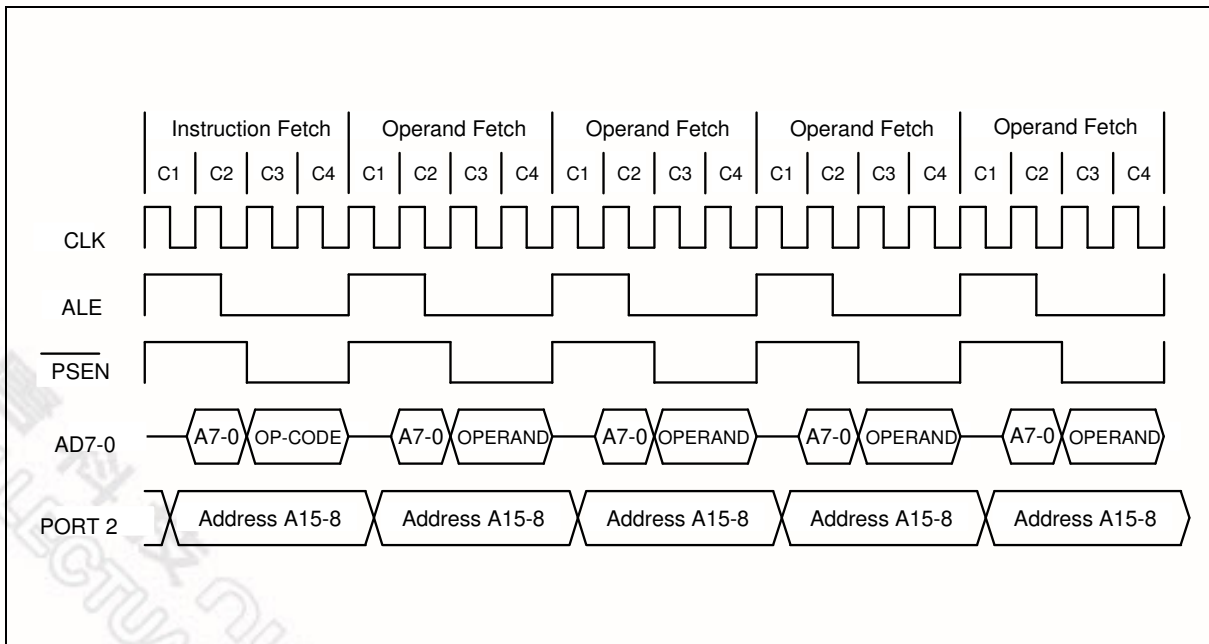 Instruction Fetch Operand Fetch Operand Fetch Operand Fetch Operand Fetch
C1 C2 C3 C4 C1 C2 C3 C4 C1 C2 C3 C4 C1 C2 C3 C4 C1 C2 C3 C4
CLK
ALE
PSEN
AD7-0 A7-0 OP-CODE A7-0 OPERAND A7-0 OPERAND A7-0 OPERAND A7-0 OPERAND
PORT 2 Address A15-8 Address A15-8 Address A15-8 Address A15-8 Address A15-8